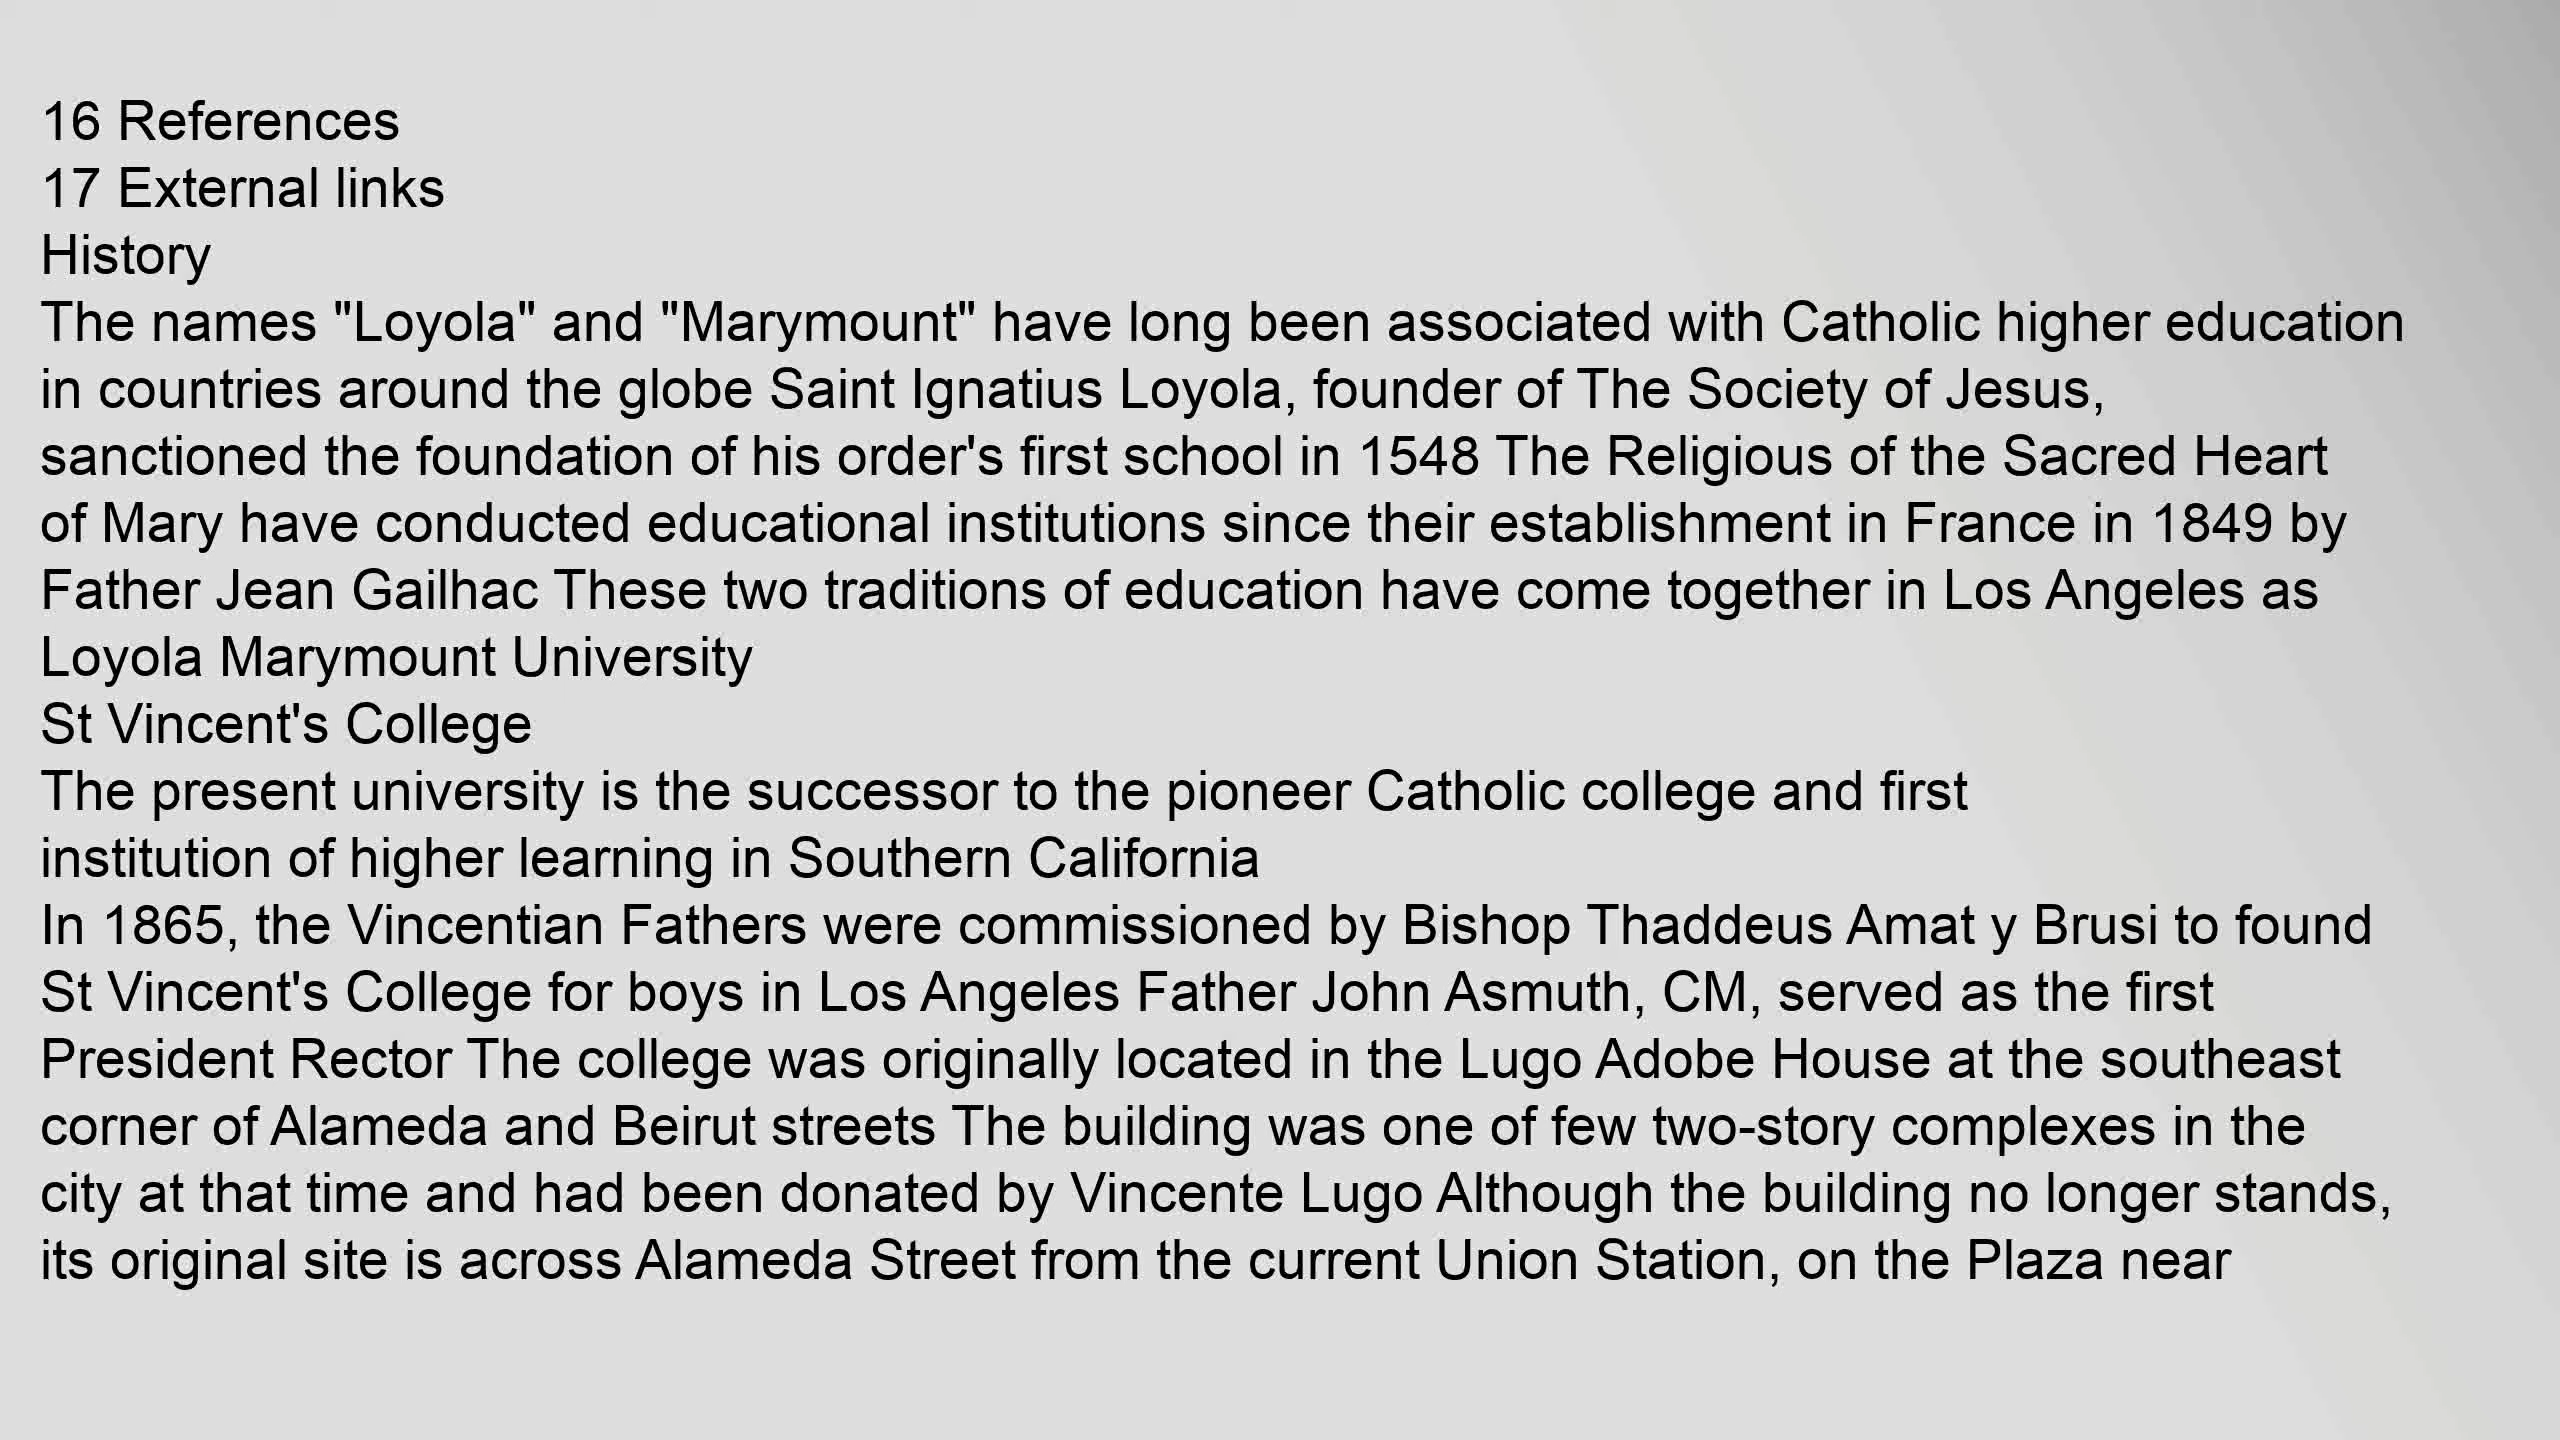 16 References
17 External links
History
The names "Loyola" and "Marymount" have long been associated with Catholic higher education
in countries around the globe Saint Ignatius Loyola, founder of The Society of Jesus,
sanctioned the foundation of his order's first school in 1548 The Religious of the Sacred Heart
of Mary have conducted educational institutions since their establishment in France in 1849 by
Father Jean Gailhac These two traditions of education have come together in Los Angeles as
Loyola Marymount University
St Vincent's College
The present university is the successor to the pioneer Catholic college and first
institution of higher learning in Southern California
In 1865, the Vincentian Fathers were commissioned by Bishop Thaddeus Amat y Brusi to found
St Vincent's College for boys in Los Angeles Father John Asmuth, CM, served as the first
President Rector The college was originally located in the Lugo Adobe House at the southeast
corner of Alameda and Beirut streets The building was one of few two-story complexes in the
city at that time and had been donated by Vincente Lugo Although the building no longer stands,
its original site is across Alameda Street from the current Union Station, on the Plaza near